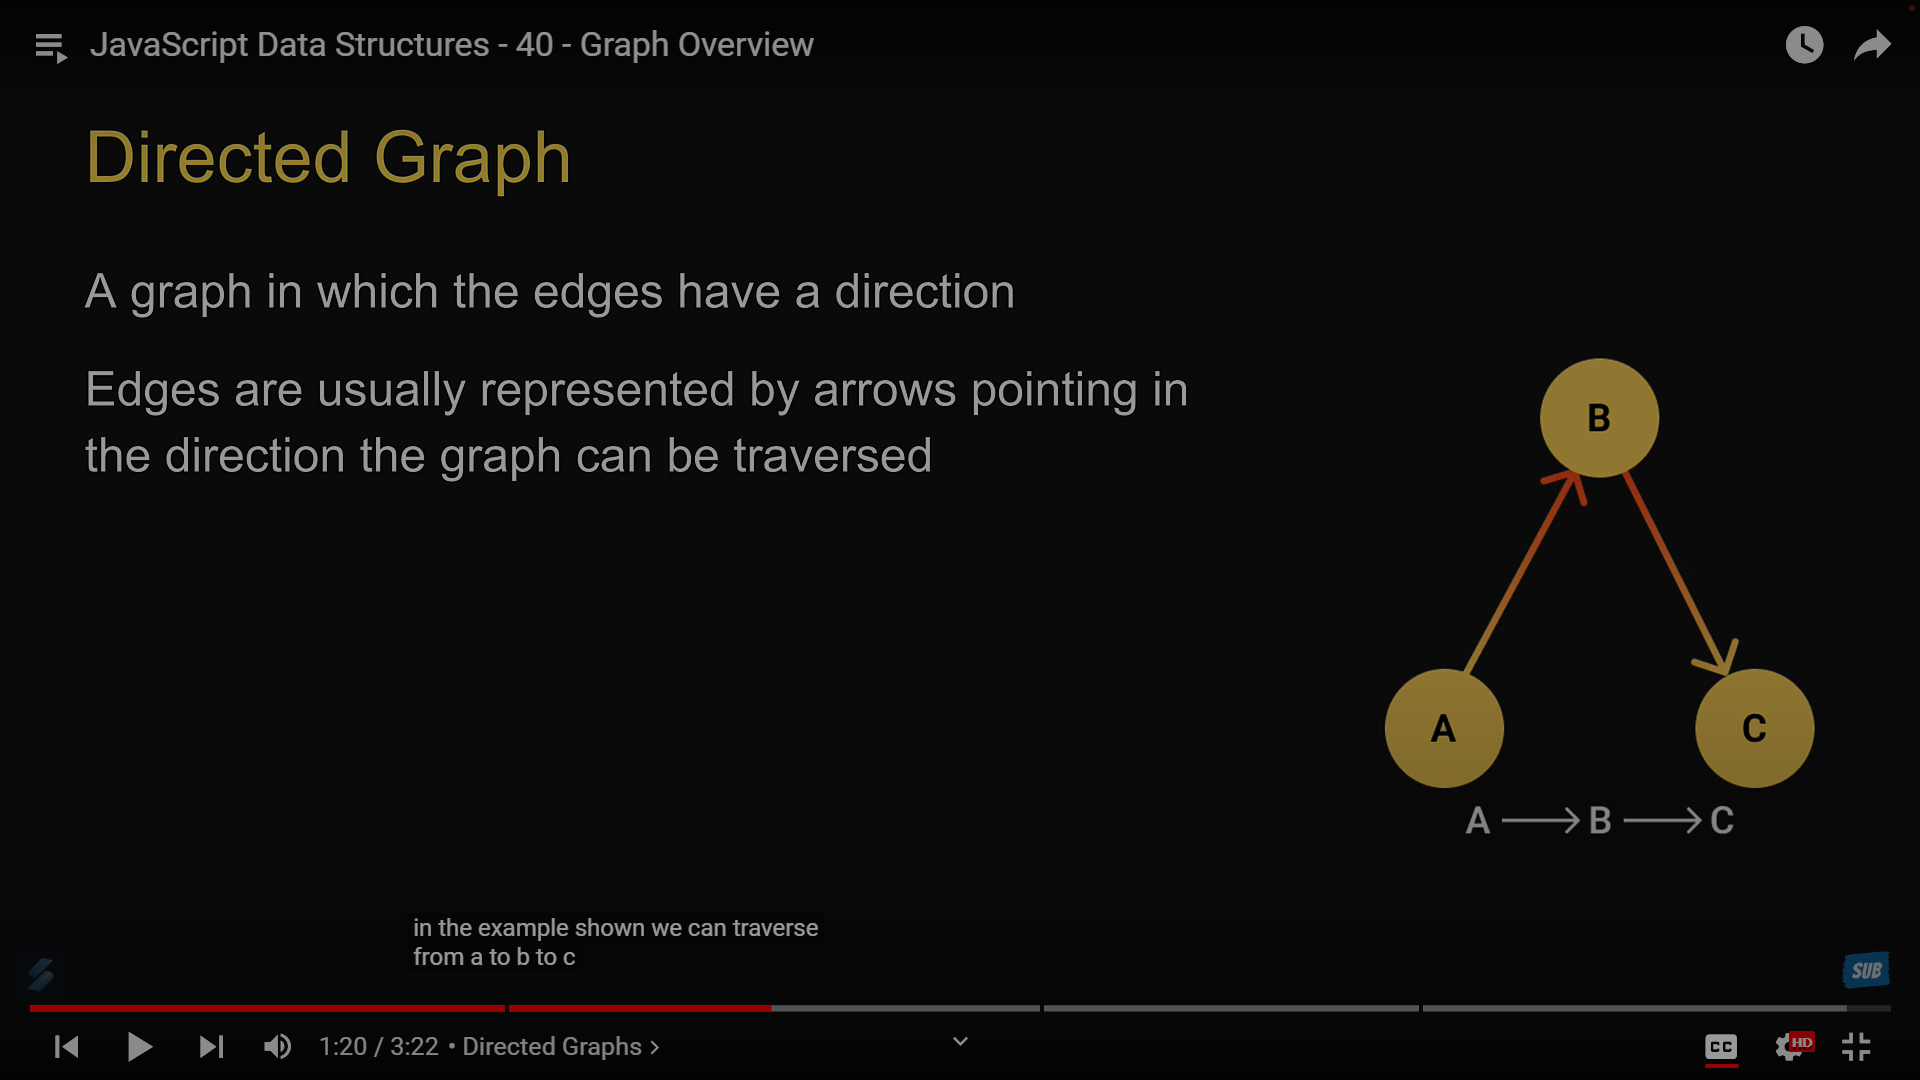 JavaScript Data Structures - 40 - Graph Overview
Directed Graph
A graph in which the edges have a direction
Edges are usually represented by arrows pointing in
the direction the graph can be traversed
B
A
C
A → B → C
in the example shown we can traverse
from a to b to c
SUB
1:20 / 3:22 • Directed Graphs >
CC
HD